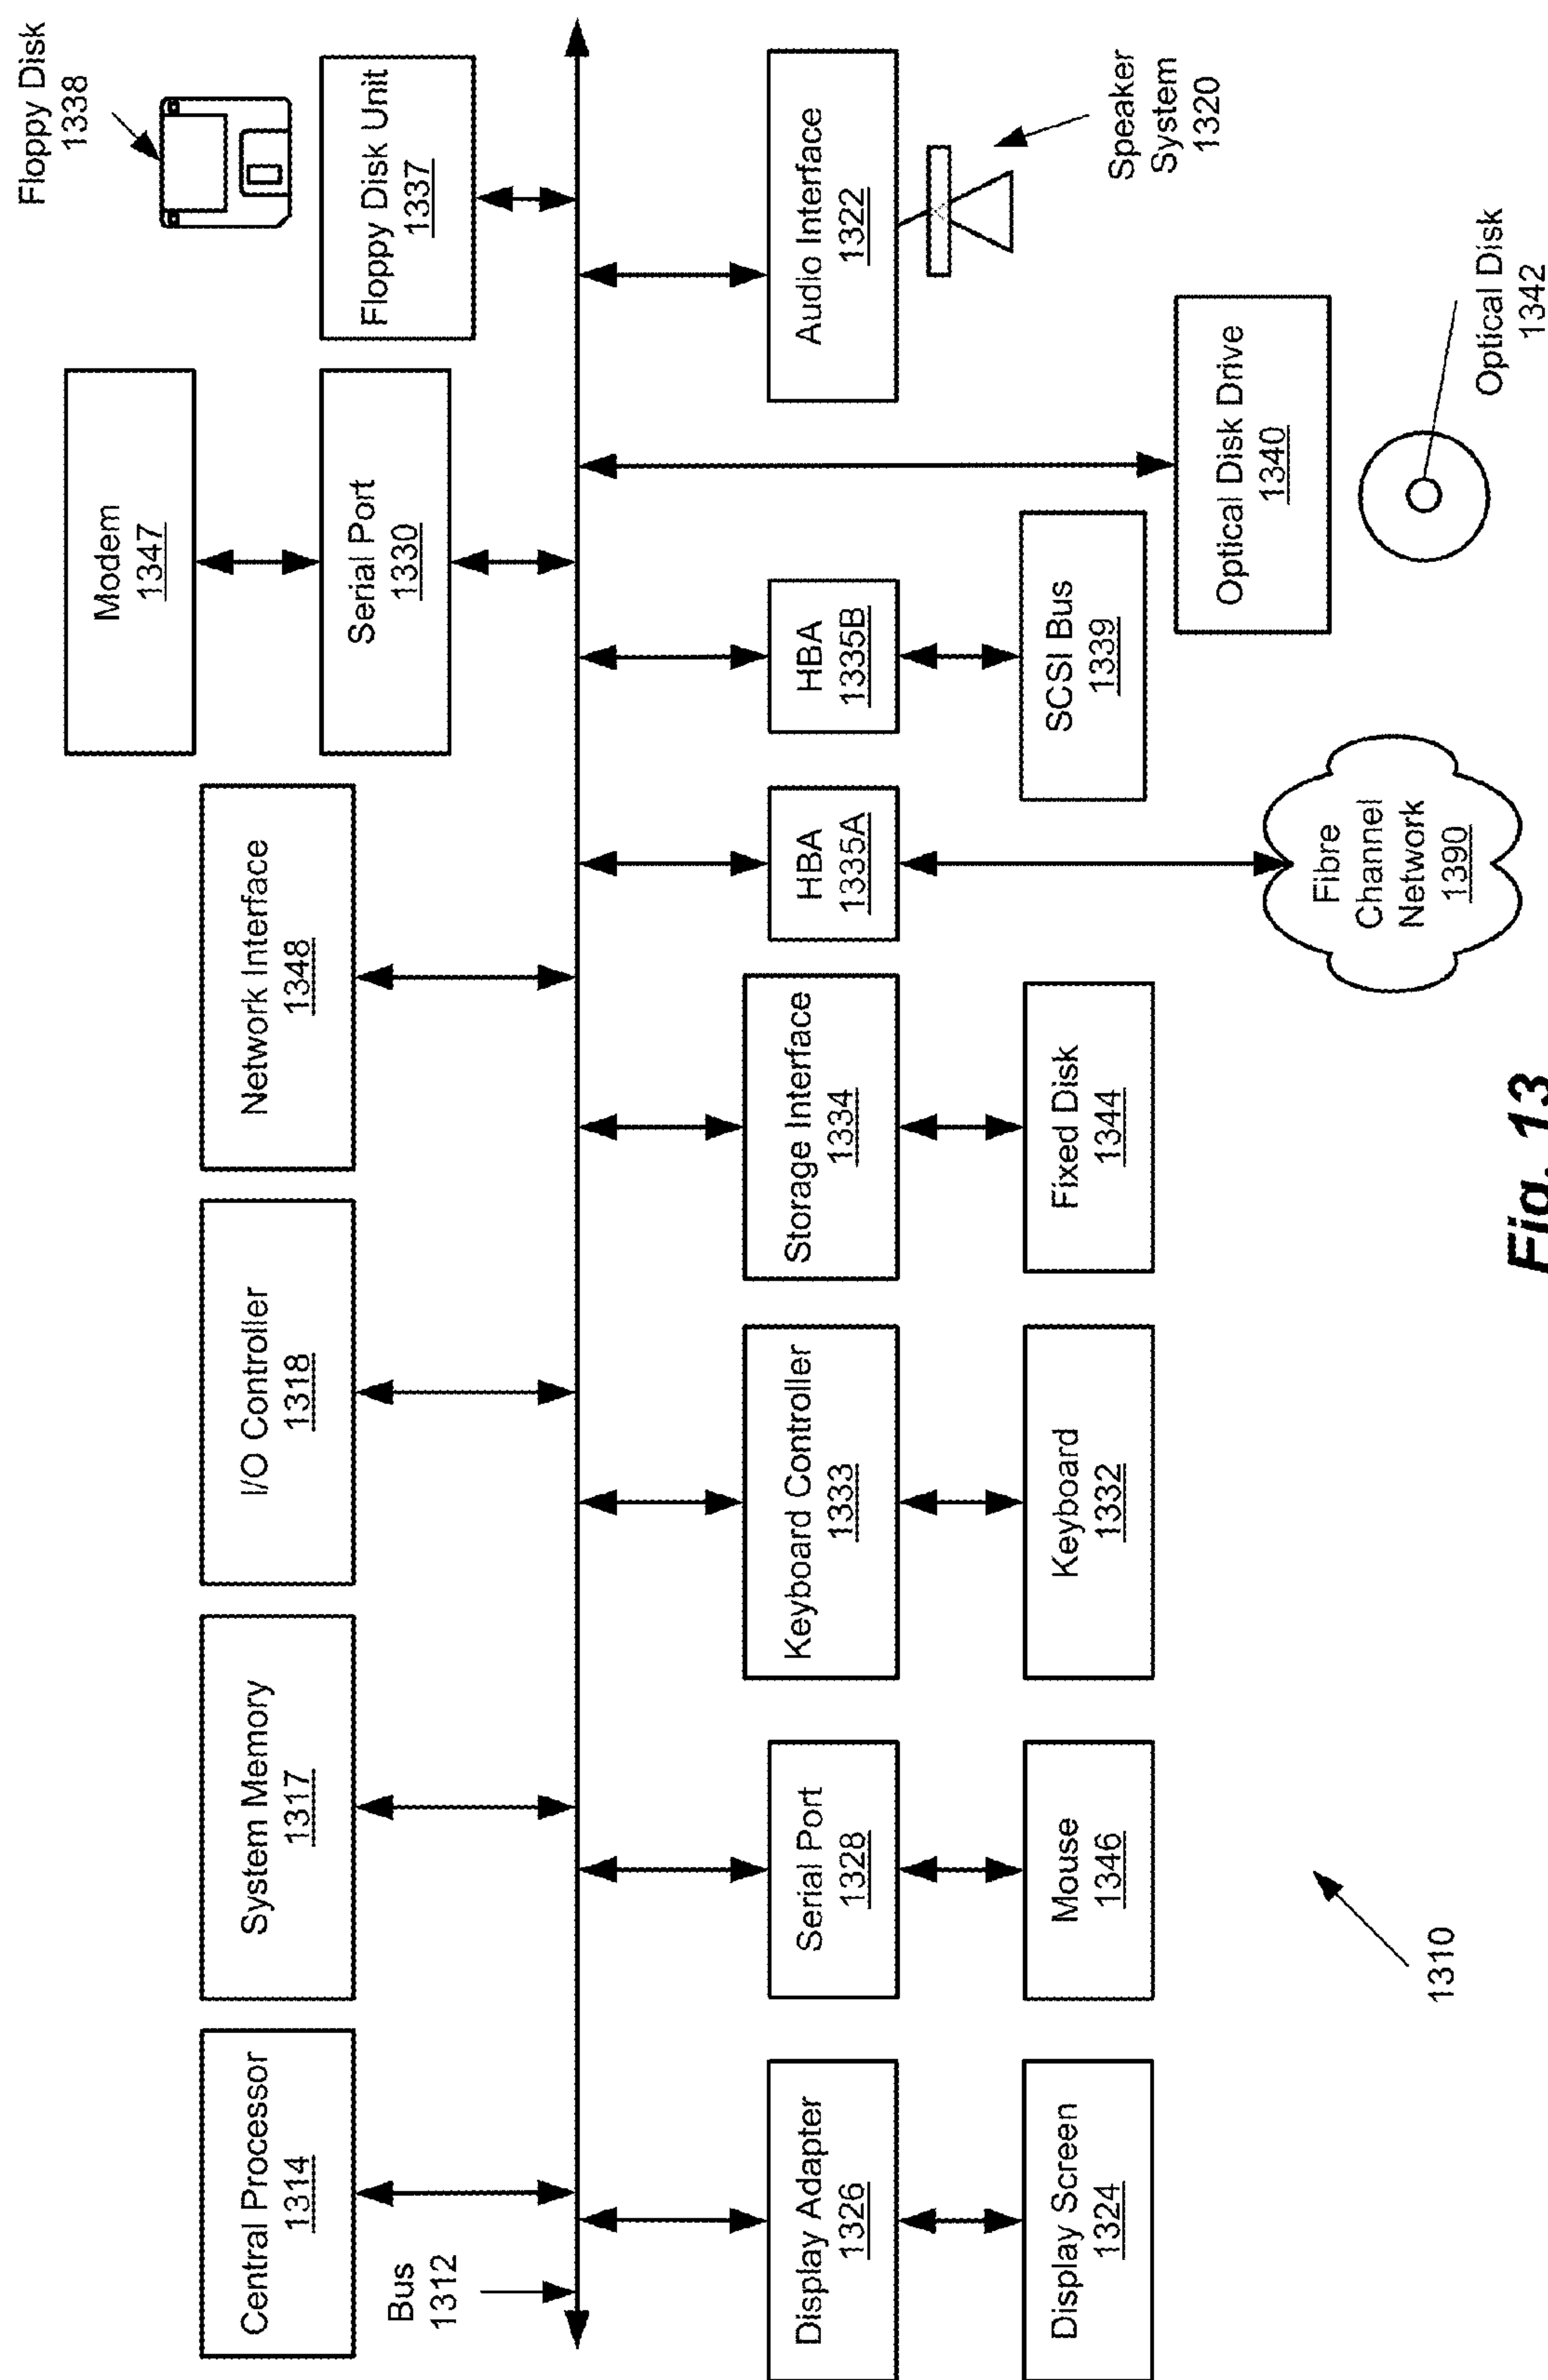 Central Processor
1314
System Memory
1317
I/O Controller
1318
Network Interface
1348
Modem
1347
Serial Port
1330
Floppy Disk
1338
Floppy Disk Unit
1337
Bus
1312
Display Adapter
1326
Display Screen
1324
Serial Port
1328
Mouse
1346
Keyboard Controller
1333
Keyboard
1332
Storage Interface
1334
Fixed Disk
1344
HBA
1335A
Fibre
Channel
Network
1390
HBA
1335B
SCSI Bus
1339
Audio Interface
1322
Speaker
System
1320
Optical Disk Drive
1340
Optical Disk
1342
1310
Fig. 13